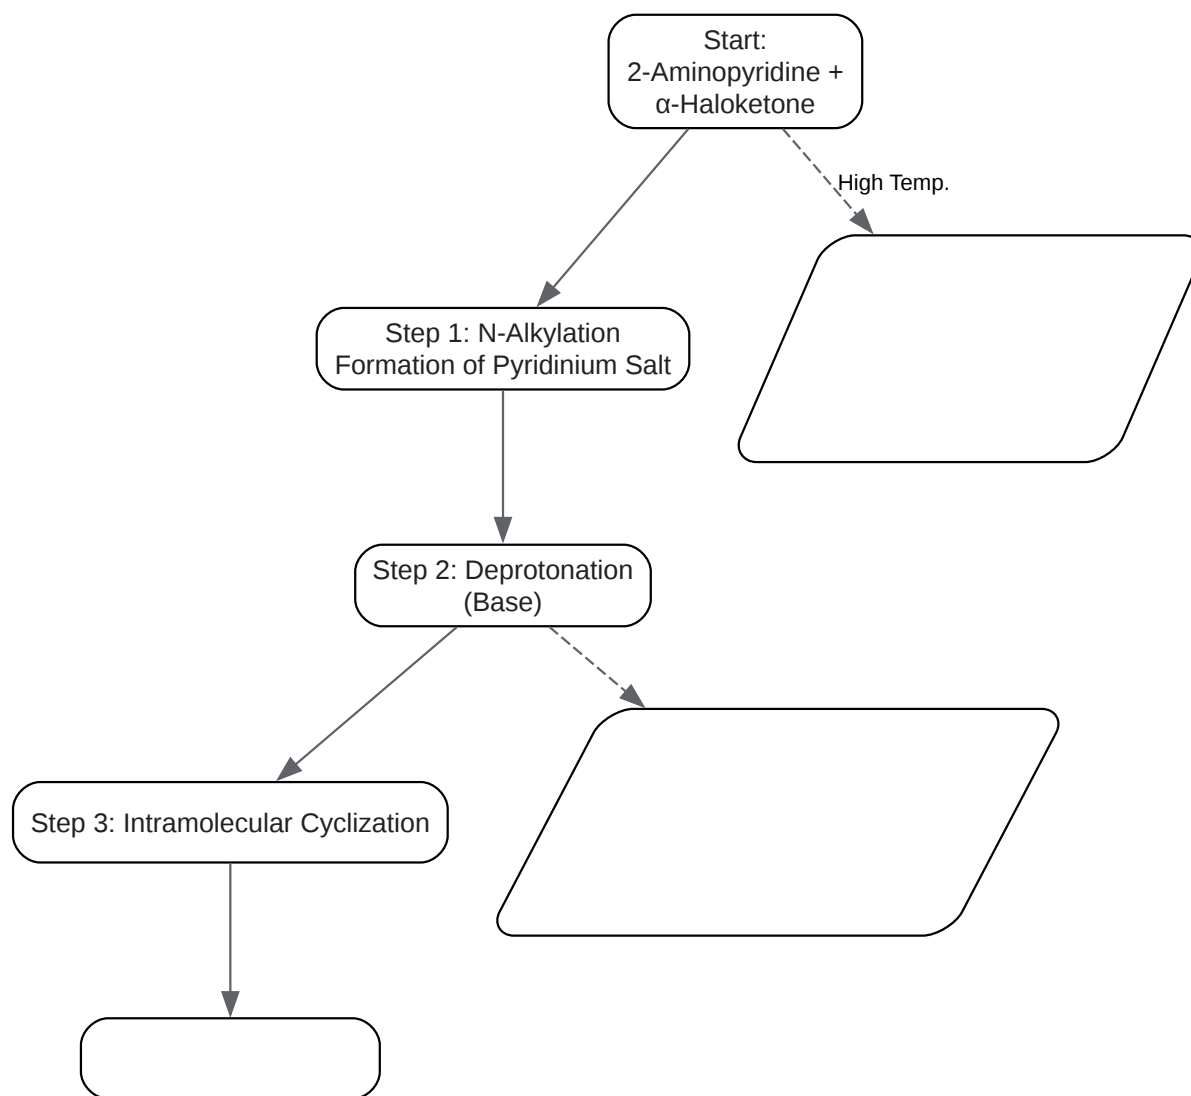 Start:
2-Aminopyridine +
α-Haloketone
High Temp.
Step 1: N-Alkylation
Formation of Pyridinium Salt
Step 2: Deprotonation
(Base)
Step 3: Intramolecular Cyclization